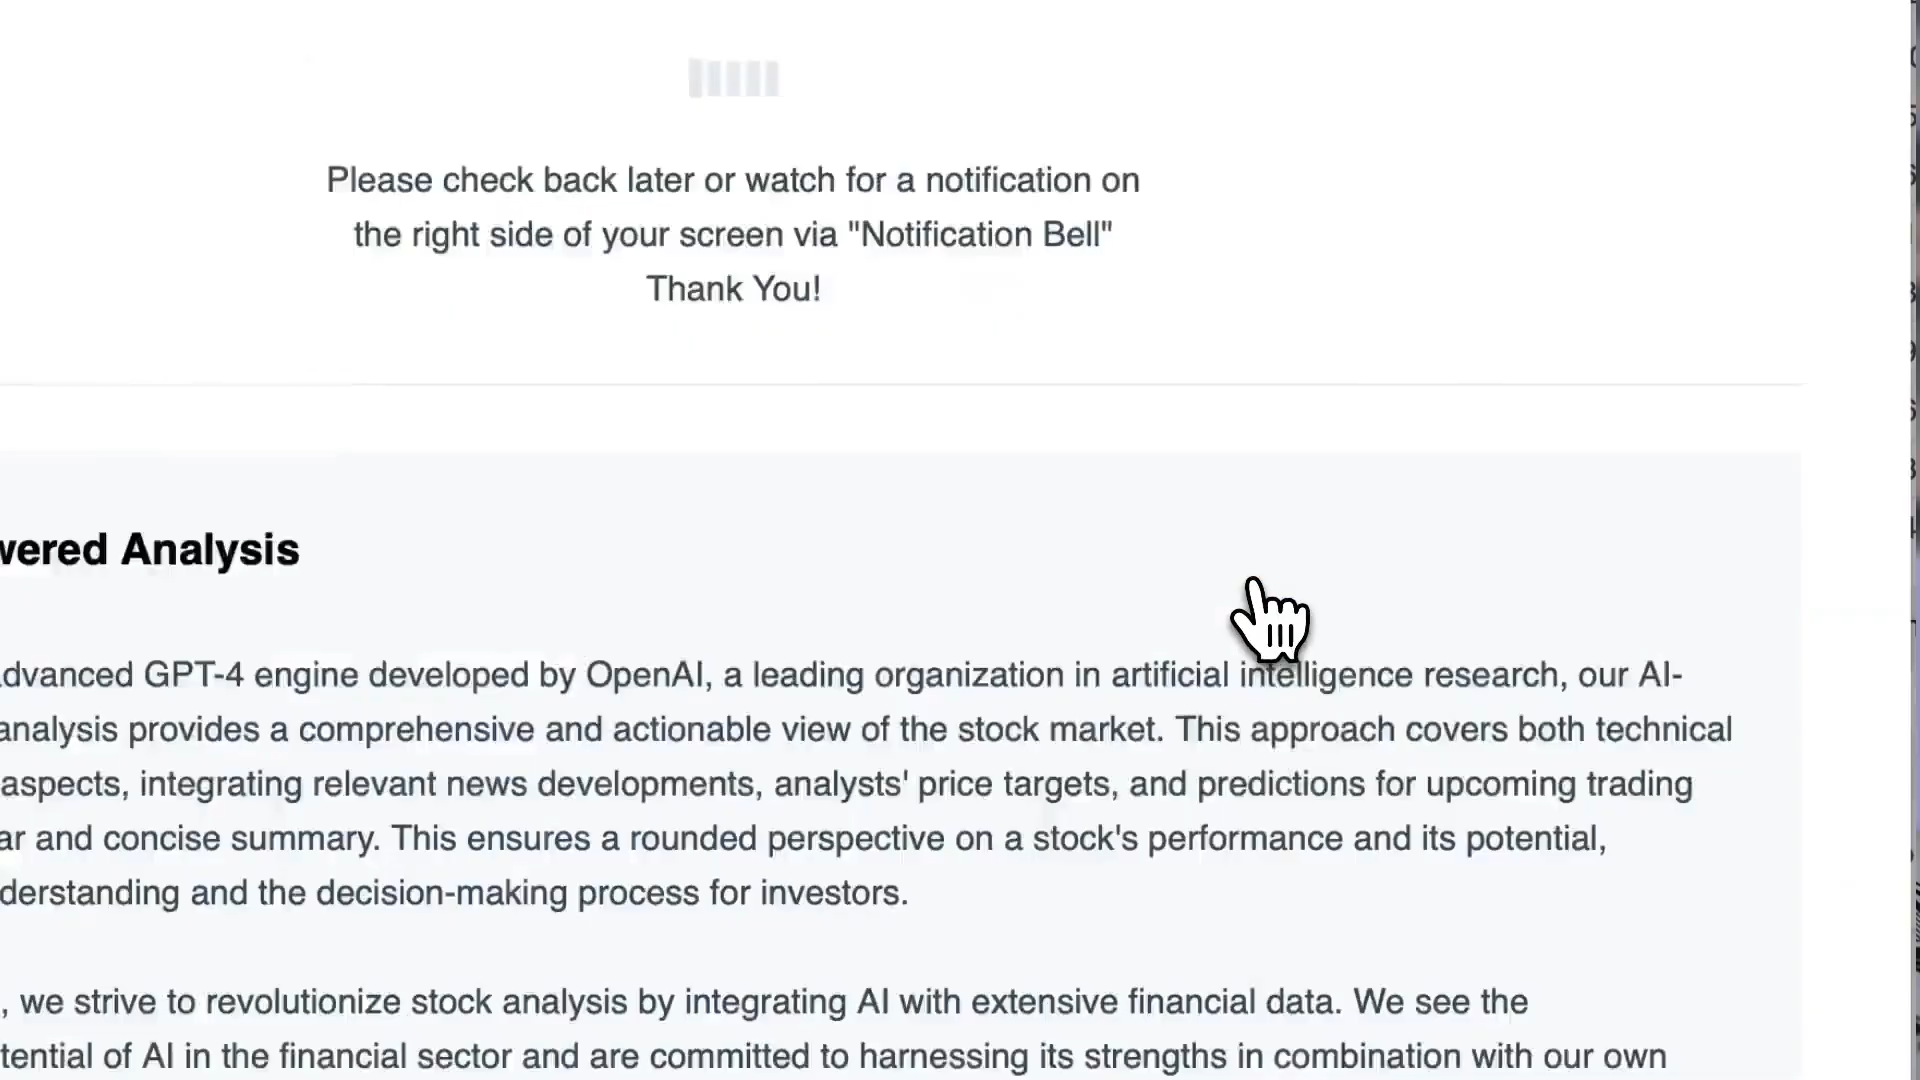 Please check back later or watch for a notification on
the right side of your screen via "Notification Bell"
Thank You!
Analysis
GPT-4 engine developed by OpenAI, a leading organization in artificial intelligence research, our AI-
analysis provides a comprehensive and actionable view of the stock market. This approach covers both technical
aspects, integrating relevant news developments, analysts' price targets, and predictions for upcoming trading
and concise summary. This ensures a rounded perspective on a stock's performance and its potential,
and the decision-making process for investors.
, we strive to revolutionize stock analysis by integrating AI with extensive financial data. We see the
of AI in the financial sector and are committed to harnessing its strengths in combination with our own